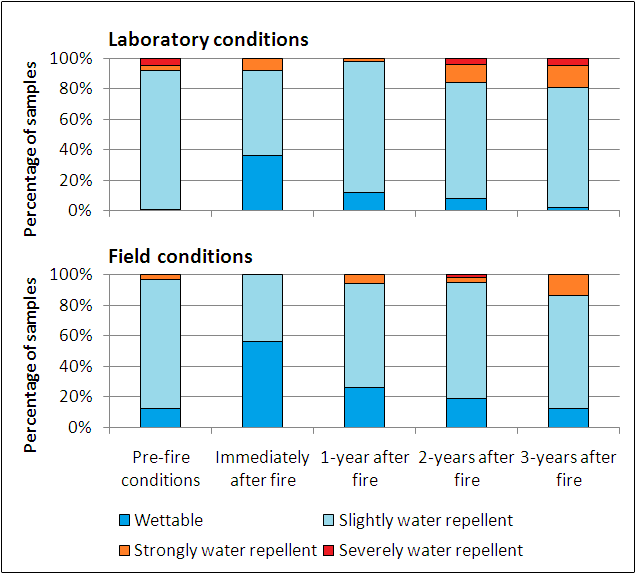 Laboratory conditions
Percentage of samples
100%
80%
60%
40%
20%
0%
Field conditions
Percentage of samples
100%
80%
60%
40%
20%
0%
Pre-fire
conditions
Immediately
after fire
1-year after
fire
2-years after
fire
3-years after
fire
Wettable
Slightly water repellent
Strongly water repellent
Severely water repellent